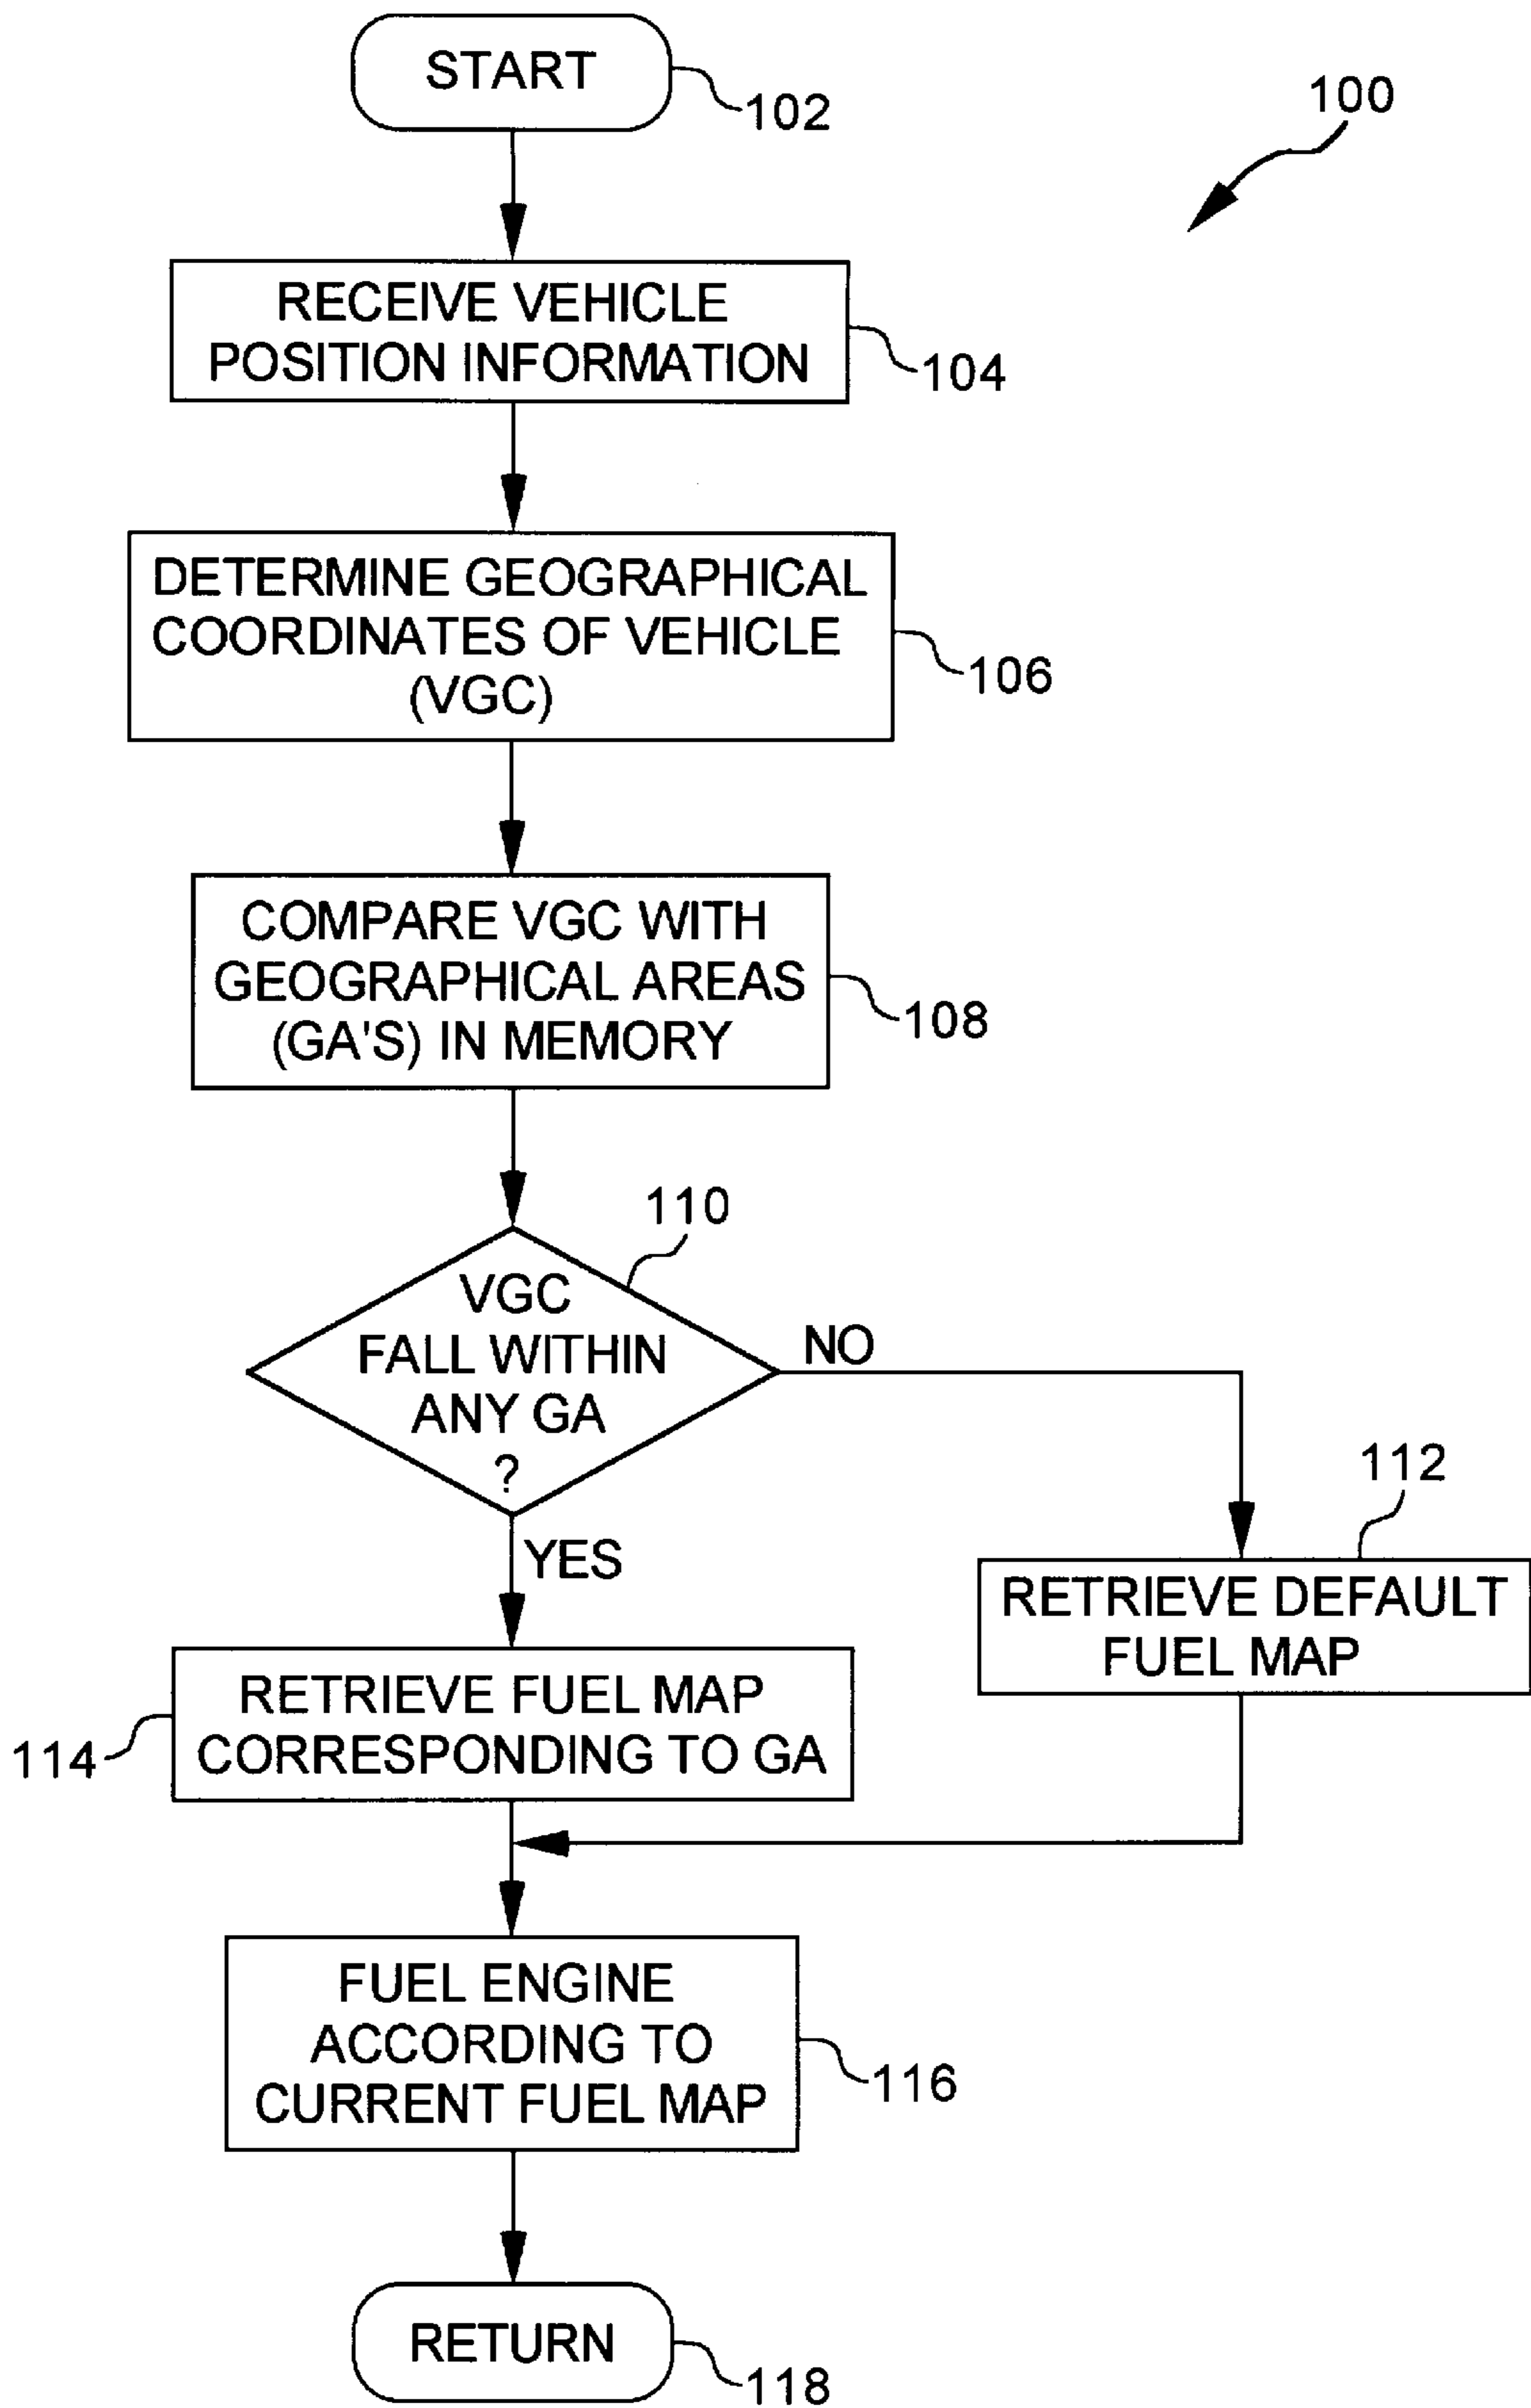 START
102
100
RECEIVE VEHICLE
POSITION INFORMATION
104
DETERMINE GEOGRAPHICAL
COORDINATES OF VEHICLE
(VGC)
106
COMPARE VGC WITH
GEOGRAPHICAL AREAS
(GA'S) IN MEMORY
108
110
VGC
FALL WITHIN
ANY GA
?
NO
YES
112
RETRIEVE DEFAULT
FUEL MAP
RETRIEVE FUEL MAP
CORRESPONDING TO GA
114
FUEL ENGINE
ACCORDING TO
CURRENT FUEL MAP
116
RETURN
118